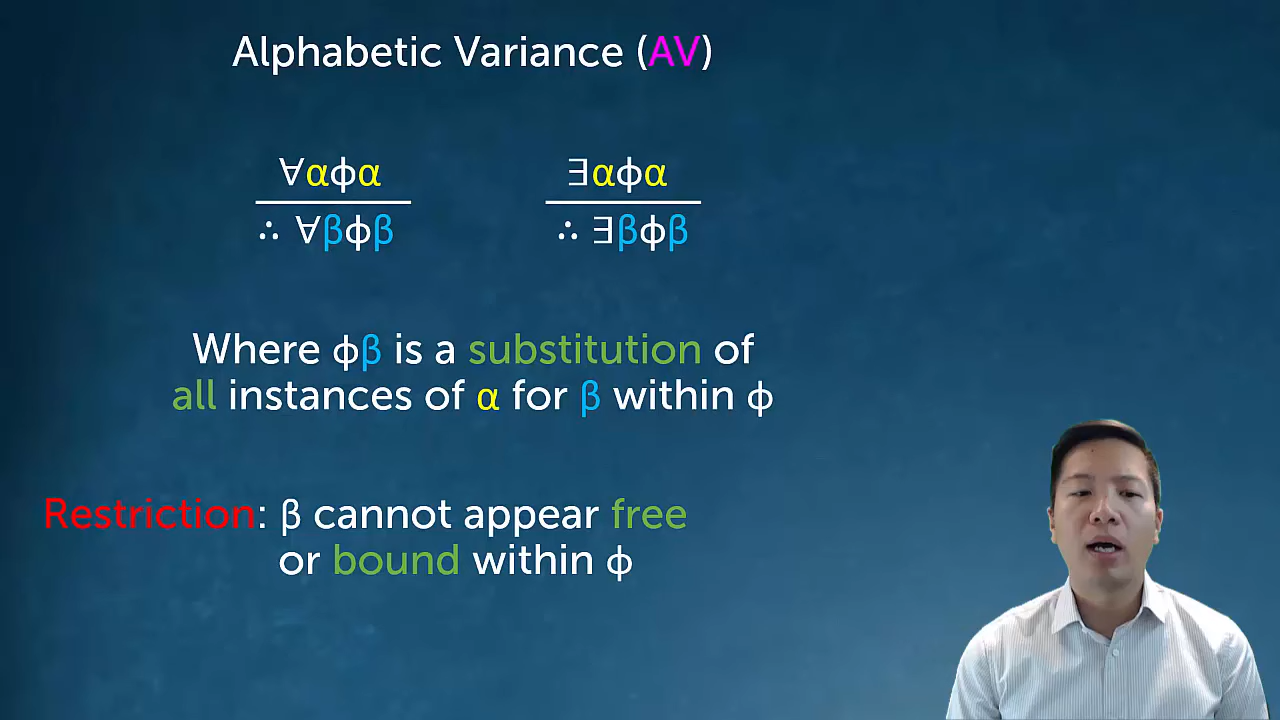 Alphabetic Variance (AV)
∀αϕα
∴ ∀βϕβ
∃αϕα
∴ ∃βϕβ
Where ϕβ is a substitution of
all instances of α for β within ϕ
Restriction: β cannot appear free
or bound within ϕ